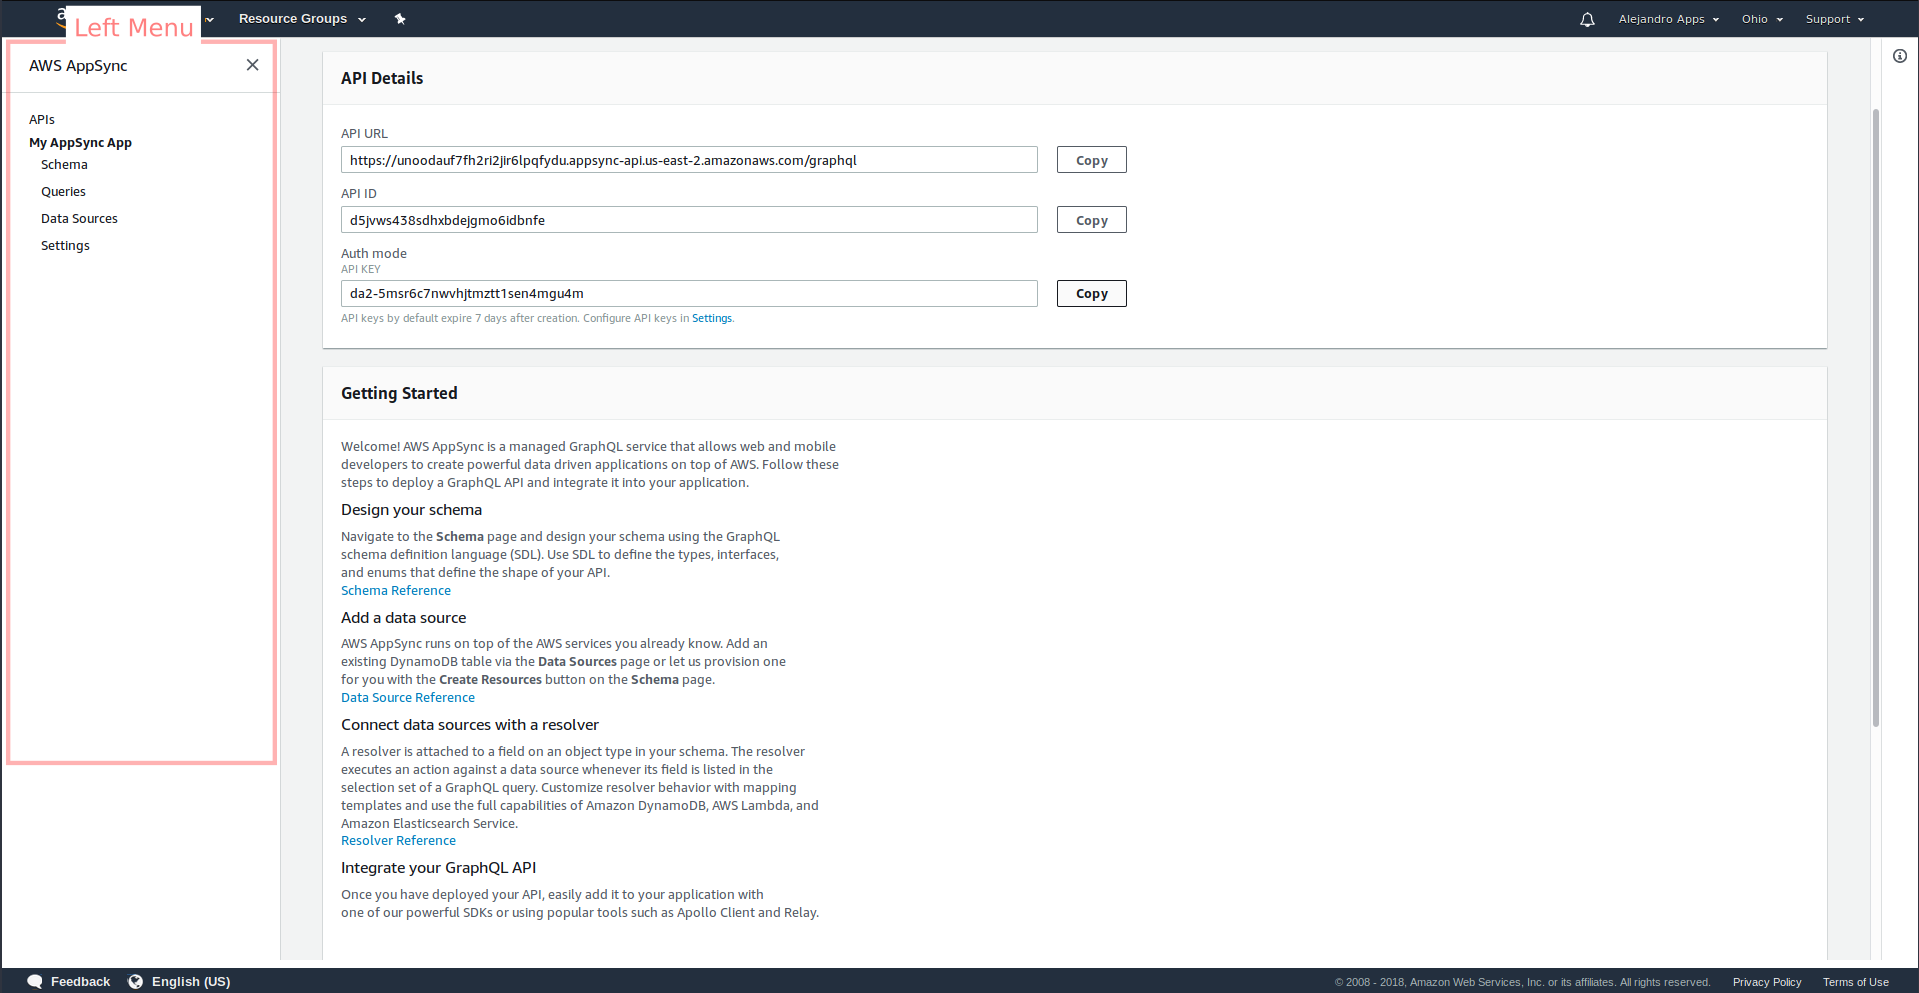 Left Menu
Resource Groups
Alejandro Apps
Ohio
Support
AWS AppSync
APIs
My AppSync App
Schema
Queries
Data Sources
Settings
API Details
API URL
https://unoodauf7fh2ri2jir6lpqfydu.appsync-api.us-east-2.amazonaws.com/graphql
Copy
API ID
d5jvws438sdhxbdejgmo6idbnfe
Copy
Auth mode
API KEY
da2-5msr6c7nwvhjtmztt1sen4mgu4m
Copy
API keys by default expire 7 days after creation. Configure API keys in Settings.
Getting Started
Welcome! AWS AppSync is a managed GraphQL service that allows web and mobile
developers to create powerful data driven applications on top of AWS. Follow these
steps to deploy a GraphQL API and integrate it into your application.
Design your schema
Navigate to the Schema page and design your schema using the GraphQL
schema definition language (SDL). Use SDL to define the types, interfaces,
and enums that define the shape of your API.
Schema Reference
Add a data source
AWS AppSync runs on top of the AWS services you already know. Add an
existing DynamoDB table via the Data Sources page or let us provision one
for you with the Create Resources button on the Schema page.
Data Source Reference
Connect data sources with a resolver
A resolver is attached to a field on an object type in your schema. The resolver
executes an action against a data source whenever its field is listed in the
selection set of a GraphQL query. Customize resolver behavior with mapping
templates and use the full capabilities of Amazon DynamoDB, AWS Lambda, and
Amazon Elasticsearch Service.
Resolver Reference
Integrate your GraphQL API
Once you have deployed your API, easily add it to your application with
one of our powerful SDKs or using popular tools such as Apollo Client and Relay.
Feedback
English (US)
© 2008 - 2018, Amazon Web Services, Inc. or its affiliates. All rights reserved.
Privacy Policy
Terms of Use